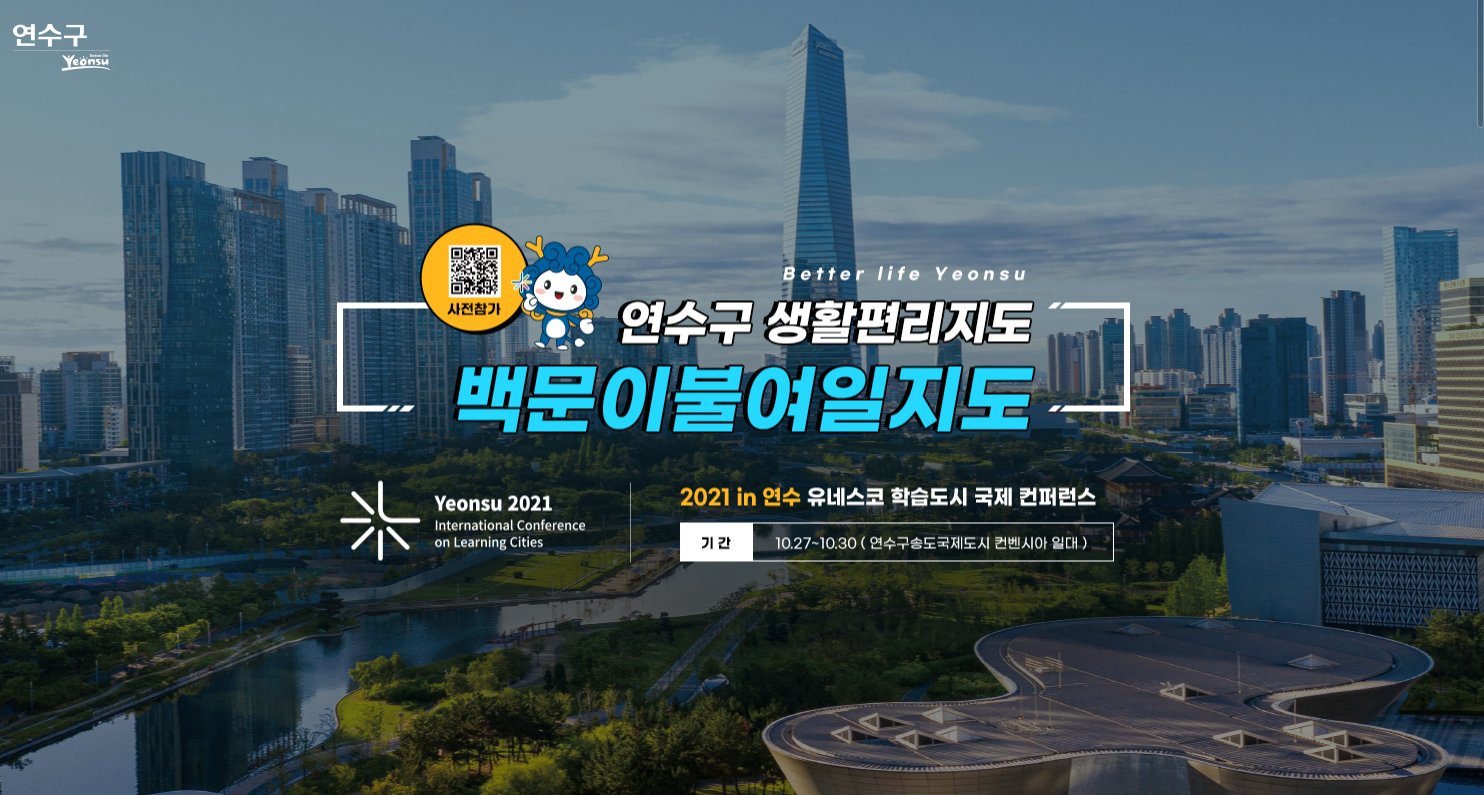 연수구
Better life
Yeonsu
사전참가
Better life Yeonsu
연수구 생활편리지도
백문이불여일지도
Yeonsu 2021
International Conference
on Learning Cities
2021 in 연수 유네스코 학습도시 국제 컨퍼런스
기 간
10.27~10.30 ( 연수구송도국제도시 컨벤시아 일대 )